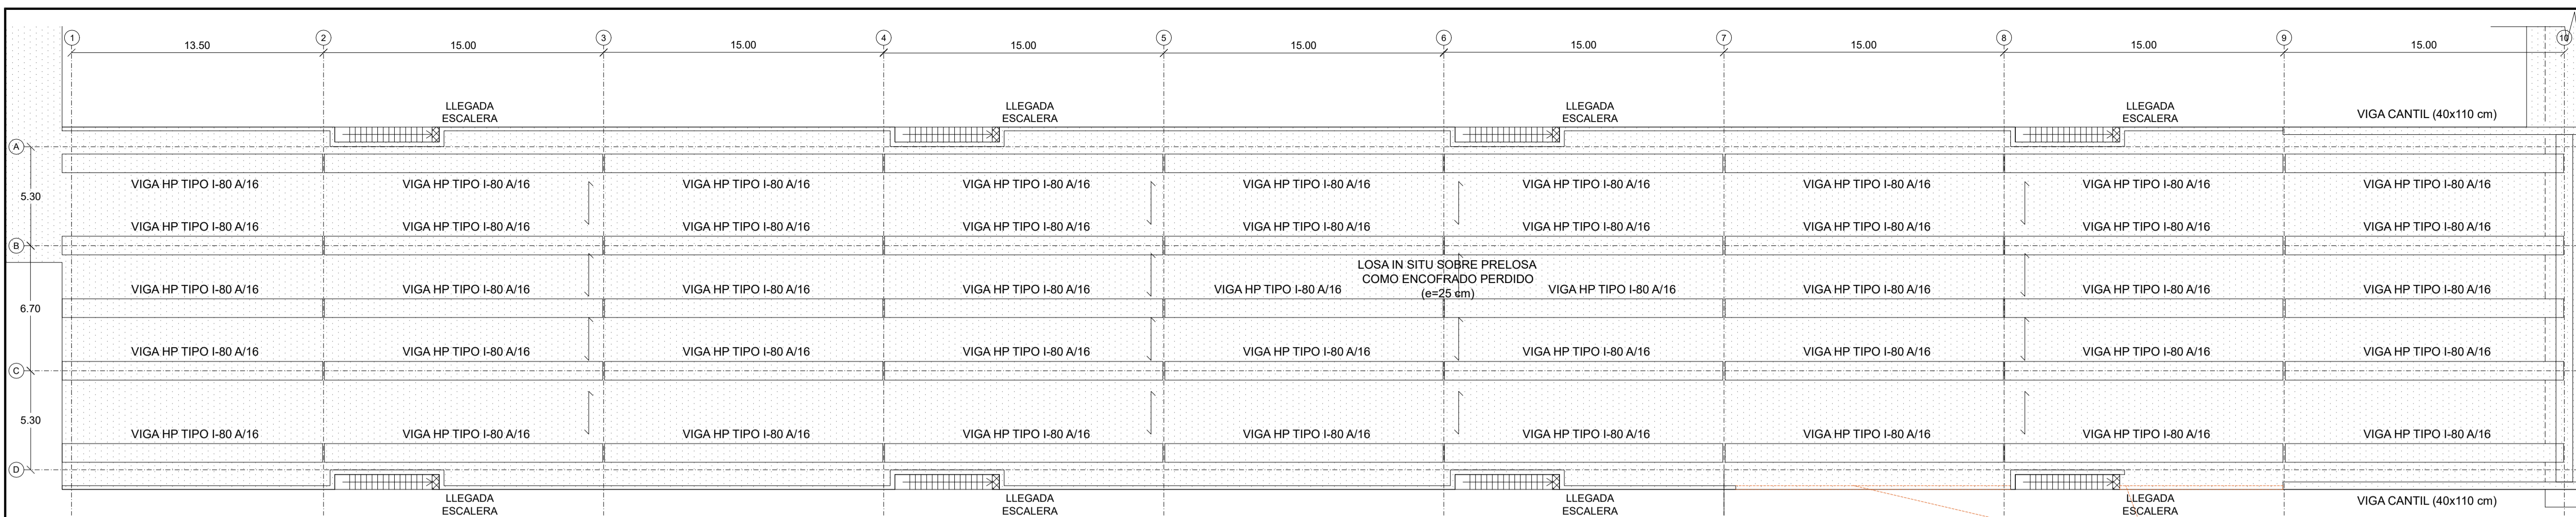 1 2 3 4 5 6 7 8 9 10
13.50 15.00 15.00 15.00 15.00 15.00 15.00 15.00 15.00
LLEGADA LLEGADA LLEGADA LLEGADA
ESCALERA ESCALERA ESCALERA ESCALERA
VIGA CANTIL (40x110 cm)
A
VIGA HP TIPO I-80 A/16 VIGA HP TIPO I-80 A/16 VIGA HP TIPO I-80 A/16 VIGA HP TIPO I-80 A/16 VIGA HP TIPO I-80 A/16 VIGA HP TIPO I-80 A/16 VIGA HP TIPO I-80 A/16 VIGA HP TIPO I-80 A/16 VIGA HP TIPO I-80 A/16
5.30
VIGA HP TIPO I-80 A/16 VIGA HP TIPO I-80 A/16 VIGA HP TIPO I-80 A/16 VIGA HP TIPO I-80 A/16 VIGA HP TIPO I-80 A/16 VIGA HP TIPO I-80 A/16 VIGA HP TIPO I-80 A/16 VIGA HP TIPO I-80 A/16 VIGA HP TIPO I-80 A/16
B
LOSA IN SITU SOBRE PRELOSA
COMO ENCOFRADO PERDIDO
(e=25 cm)
VIGA HP TIPO I-80 A/16 VIGA HP TIPO I-80 A/16 VIGA HP TIPO I-80 A/16 VIGA HP TIPO I-80 A/16 VIGA HP TIPO I-80 A/16 VIGA HP TIPO I-80 A/16 VIGA HP TIPO I-80 A/16 VIGA HP TIPO I-80 A/16 VIGA HP TIPO I-80 A/16
6.70
VIGA HP TIPO I-80 A/16 VIGA HP TIPO I-80 A/16 VIGA HP TIPO I-80 A/16 VIGA HP TIPO I-80 A/16 VIGA HP TIPO I-80 A/16 VIGA HP TIPO I-80 A/16 VIGA HP TIPO I-80 A/16 VIGA HP TIPO I-80 A/16 VIGA HP TIPO I-80 A/16
C
5.30
VIGA HP TIPO I-80 A/16 VIGA HP TIPO I-80 A/16 VIGA HP TIPO I-80 A/16 VIGA HP TIPO I-80 A/16 VIGA HP TIPO I-80 A/16 VIGA HP TIPO I-80 A/16 VIGA HP TIPO I-80 A/16 VIGA HP TIPO I-80 A/16 VIGA HP TIPO I-80 A/16
D
LLEGADA LLEGADA LLEGADA LLEGADA
ESCALERA ESCALERA ESCALERA ESCALERA
VIGA CANTIL (40x110 cm)